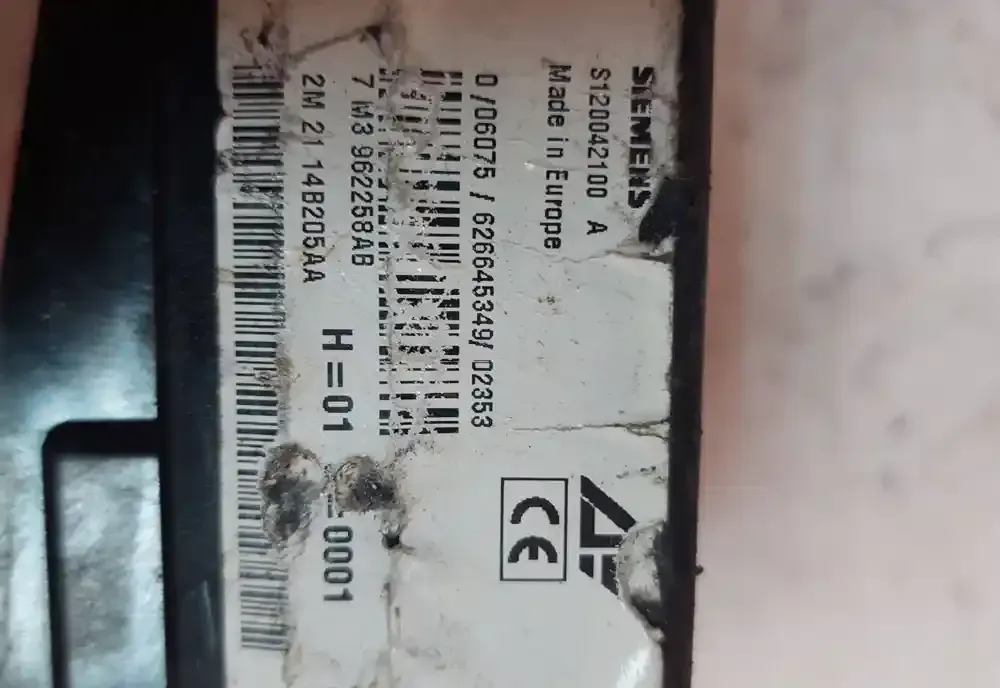 SIEMENS
S120042100 A
Made in Europe
CE
0/06075 / 626645349/ 02353
7 M3 962258AB
2M 21 14B205AA
H=01 =0001